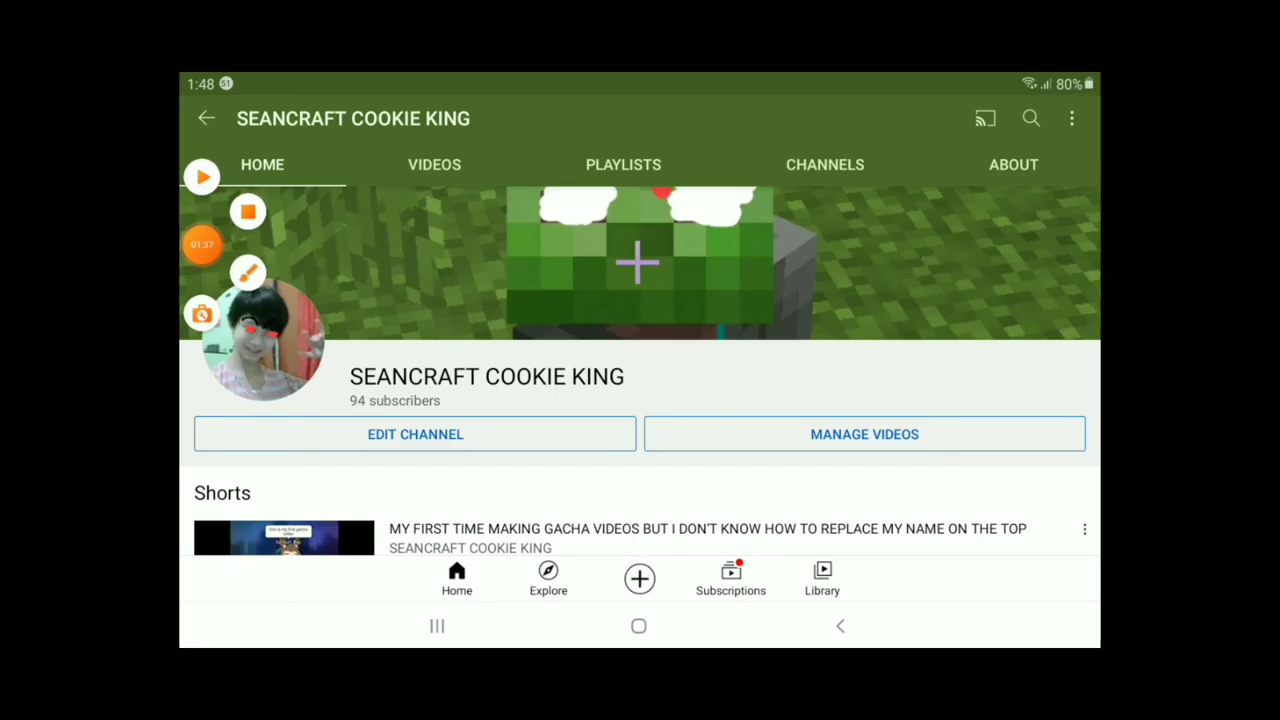 1:48 51 80%
SEANCRAFT COOKIE KING
HOME VIDEOS PLAYLISTS CHANNELS ABOUT
01:37
SEANCRAFT COOKIE KING
94 subscribers
EDIT CHANNEL MANAGE VIDEOS
Shorts
MY FIRST TIME MAKING GACHA VIDEOS BUT I DON'T KNOW HOW TO REPLACE MY NAME ON THE TOP
SEANCRAFT COOKIE KING
Home Explore Subscriptions Library